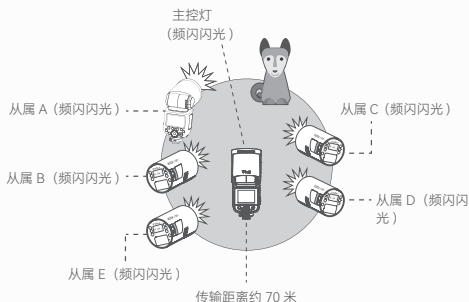 主控灯
（频闪闪光 ）
从属 A（频闪闪光 ）
从属 C（频闪闪光 ）
从属 B（频闪闪光 ）
从属 D（频闪闪
光 ）
从属 E（频闪闪光 ）
传输距离约 70 米